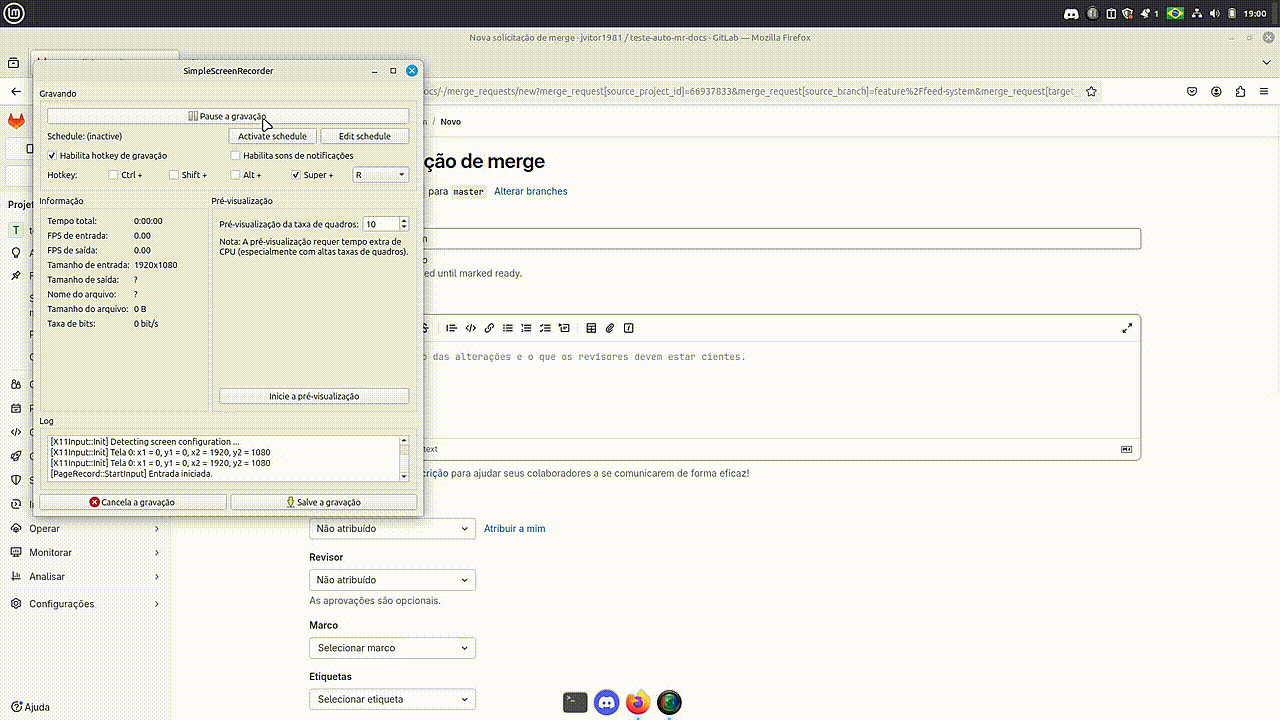 1
19:00
Nova solicitação de merge · jvitor1981 / teste-auto-mr-docs · GitLab — Mozilla Firefox
SimpleScreenRecorder
ocs/-/merge_requests/new?merge_request[source_project_id]=66937833&merge_request[source_branch]=feature%2Ffeed-system&merge_request[target_
Gravando
Pause a gravação
Schedule: (inactive)
Activate schedule
Edit schedule
Habilita hotkey de gravação
Habilita sons de notificações
Hotkey:
Ctrl +
Shift +
Alt +
Super +
R
Informação
Tempo total: 0:00:00
FPS de entrada: 0.00
FPS de saída: 0.00
Tamanho de entrada: 1920x1080
Tamanho de saída: ?
Nome do arquivo: ?
Tamanho do arquivo: 0 B
Taxa de bits: 0 bit/s
Pré-visualização
Pré-visualização da taxa de quadros: 10
Nota: A pré-visualização requer tempo extra de
CPU (especialmente com altas taxas de quadros).
Inicie a pré-visualização
Log
[X11Input::Init] Detecting screen configuration ...
[X11Input::Init] Tela 0: x1 = 0, y1 = 0, x2 = 1920, y2 = 1080
[X11Input::Init] Tela 0: x1 = 0, y1 = 0, x2 = 1920, y2 = 1080
[PageRecord::StartInput] Entrada iniciada.
Cancela a gravação
Salve a gravação
/ Novo
ção de merge
para master Alterar branches
ed until marked ready.
o das alterações e o que os revisores devem estar cientes.
text
crição para ajudar seus colaboradores a se comunicarem de forma eficaz!
Não atribuído
Atribuir a mim
Revisor
Não atribuído
As aprovações são opcionais.
Marco
Selecionar marco
Etiquetas
Selecionar etiqueta
Projet
T
Operar
Monitorar
Analisar
Configurações
Ajuda